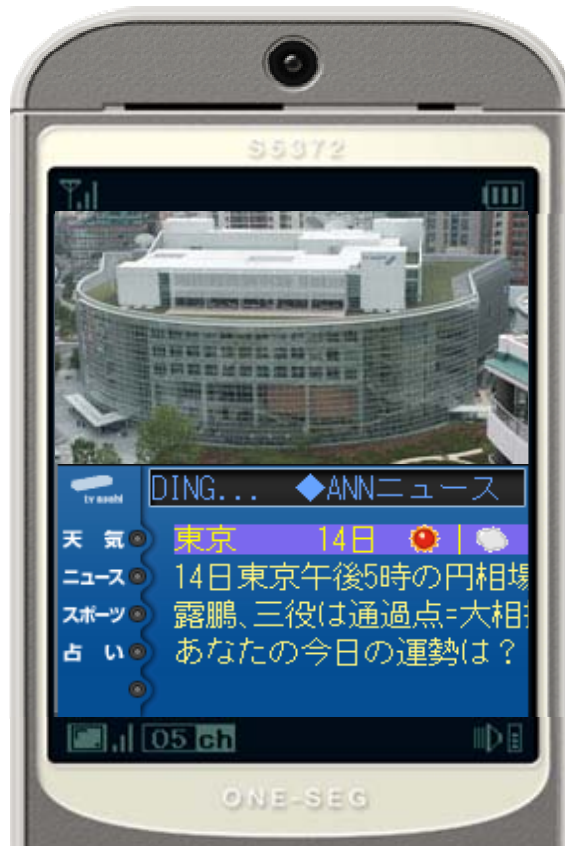 S5372
DING... ◆ANNニュース
tv asahi
天 気
東京 14日
ニュース
14日東京午後5時の円相場
スポーツ
露鵬、三役は通過点=大相
占 い
あなたの今日の運勢は?
05 ch
ONE-SEG